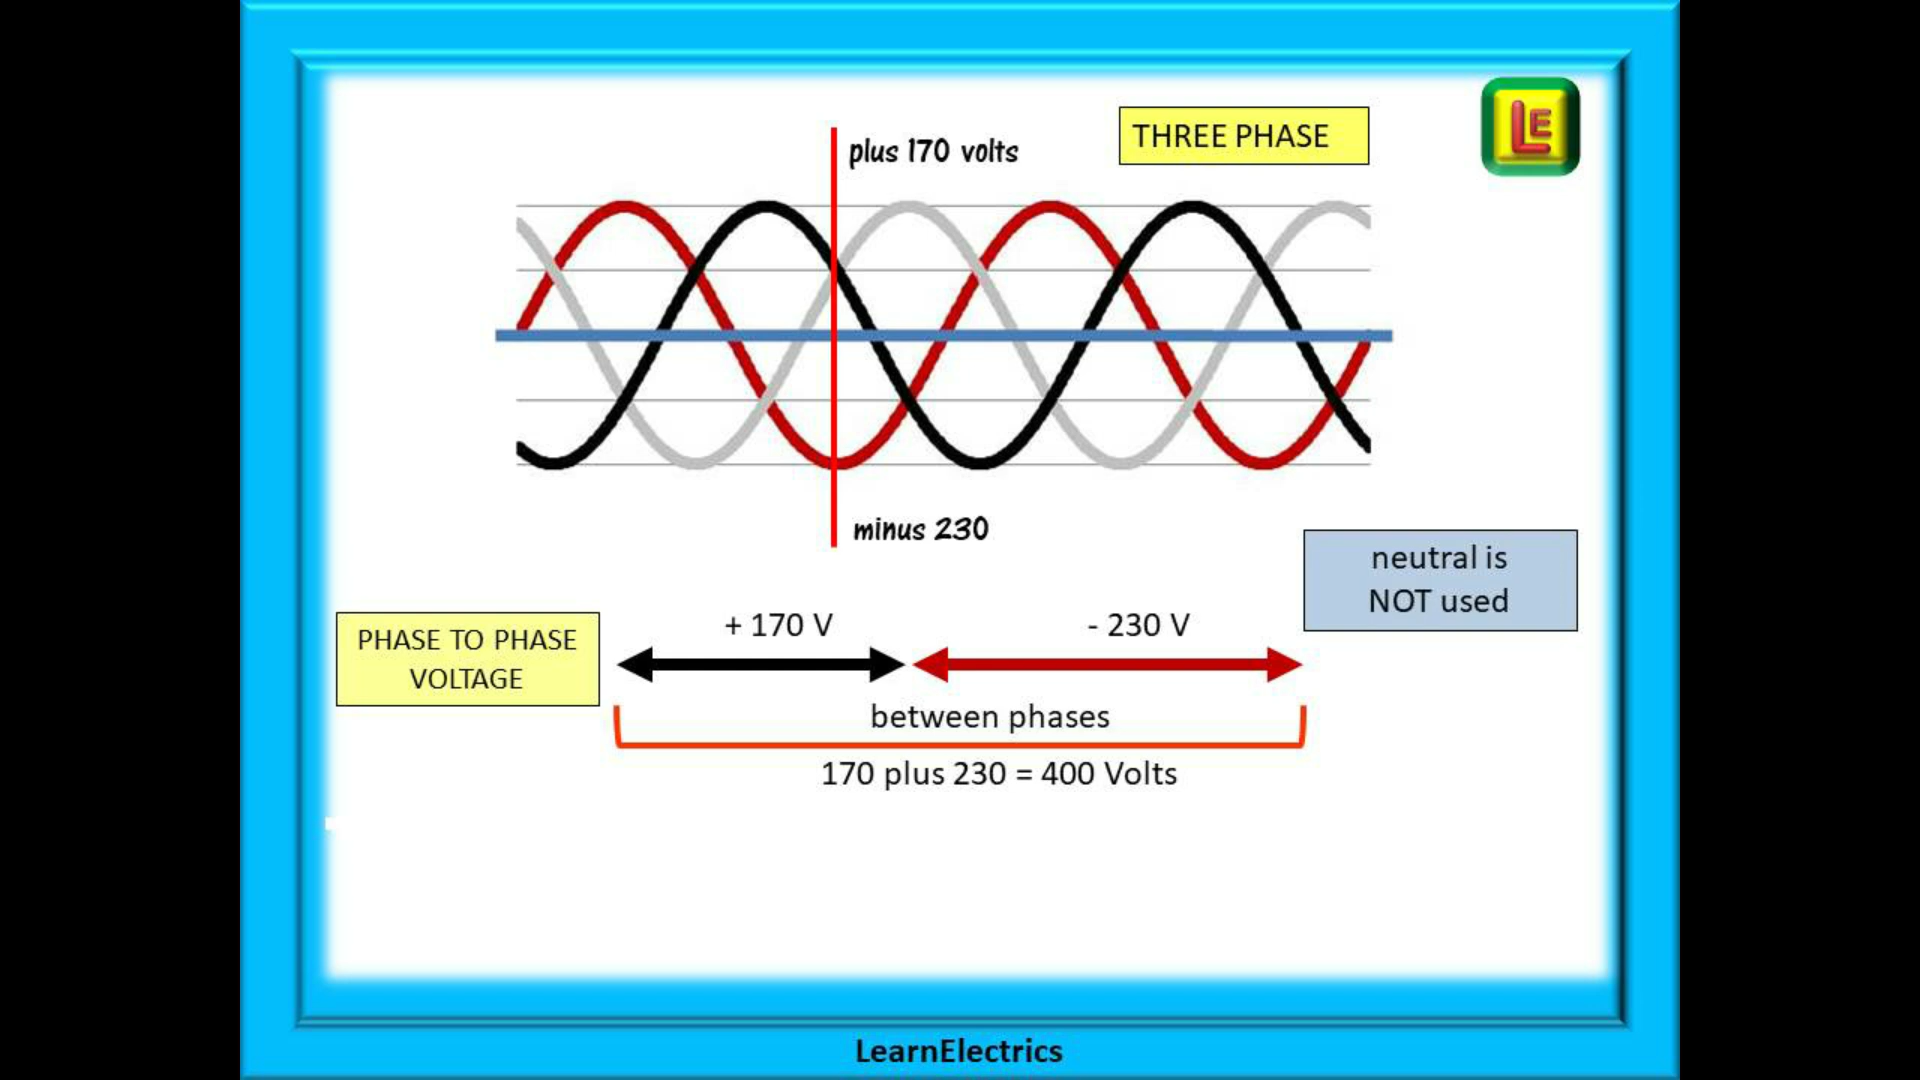 THREE PHASE
LE
plus 170 volts
minus 230
neutral is
NOT used
+ 170 V
- 230 V
PHASE TO PHASE
VOLTAGE
between phases
170 plus 230 = 400 Volts
LearnElectrics